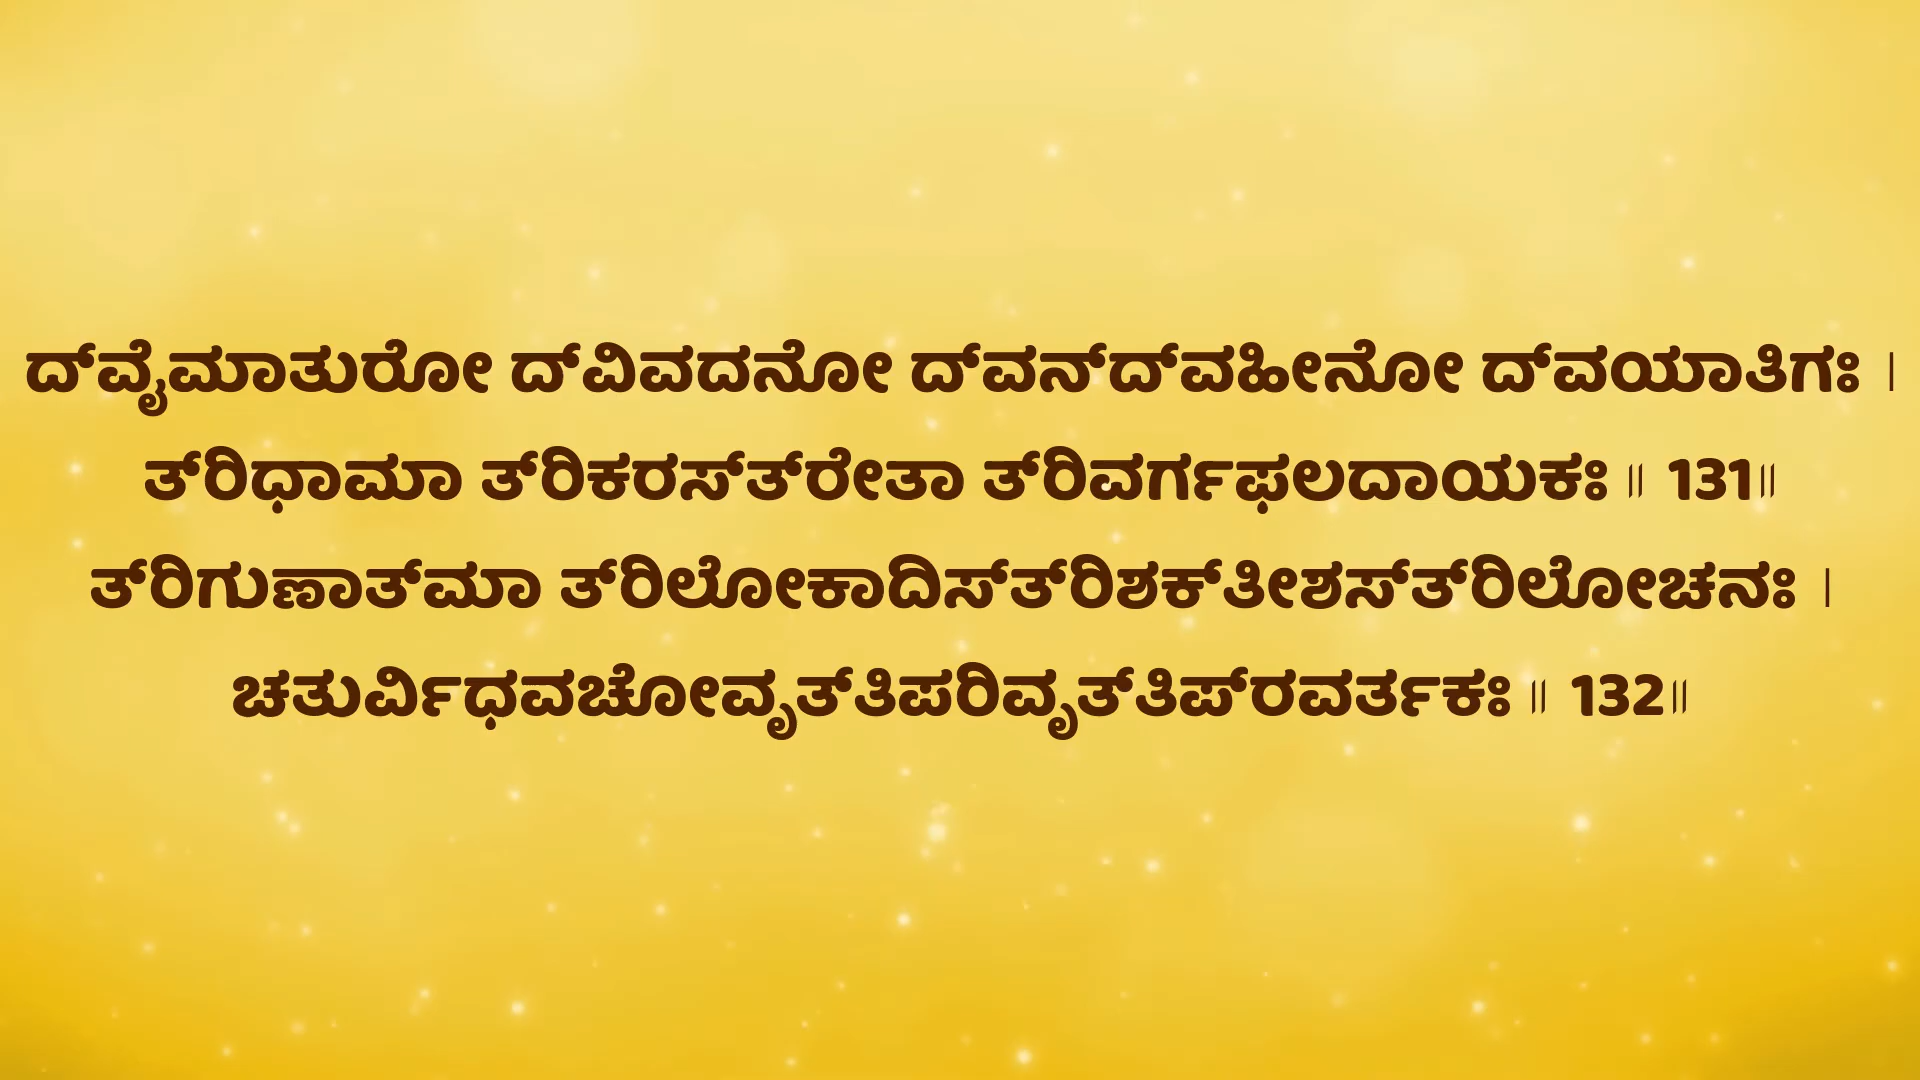 ದ್‌ವೈಮಾತುರೋ ದ್‌ವಿವದನೋ ದ್‌ವನ್‌ದ್‌ವಹೀನೋ ದ್‌ವಯಾತಿಗಃ ।
ತ್‌ರಿಧಾಮಾ ತ್‌ರಿಕರಸ್‌ತ್‌ರೇತಾ ತ್‌ರಿವರ್ಗಫಲದಾಯಕಃ ॥ 131॥
ತ್‌ರಿಗುಣಾತ್‌ಮಾ ತ್‌ರಿಲೋಕಾದಿಸ್‌ತ್‌ರಿಶಕ್‌ತೀಶಸ್‌ತ್‌ರಿಲೋಚನಃ ।
ಚತುರ್ವಿಧವಚೋವೃತ್‌ತಿಪರಿವೃತ್‌ತಿಪ್‌ರವರ್ತಕಃ ॥ 132॥